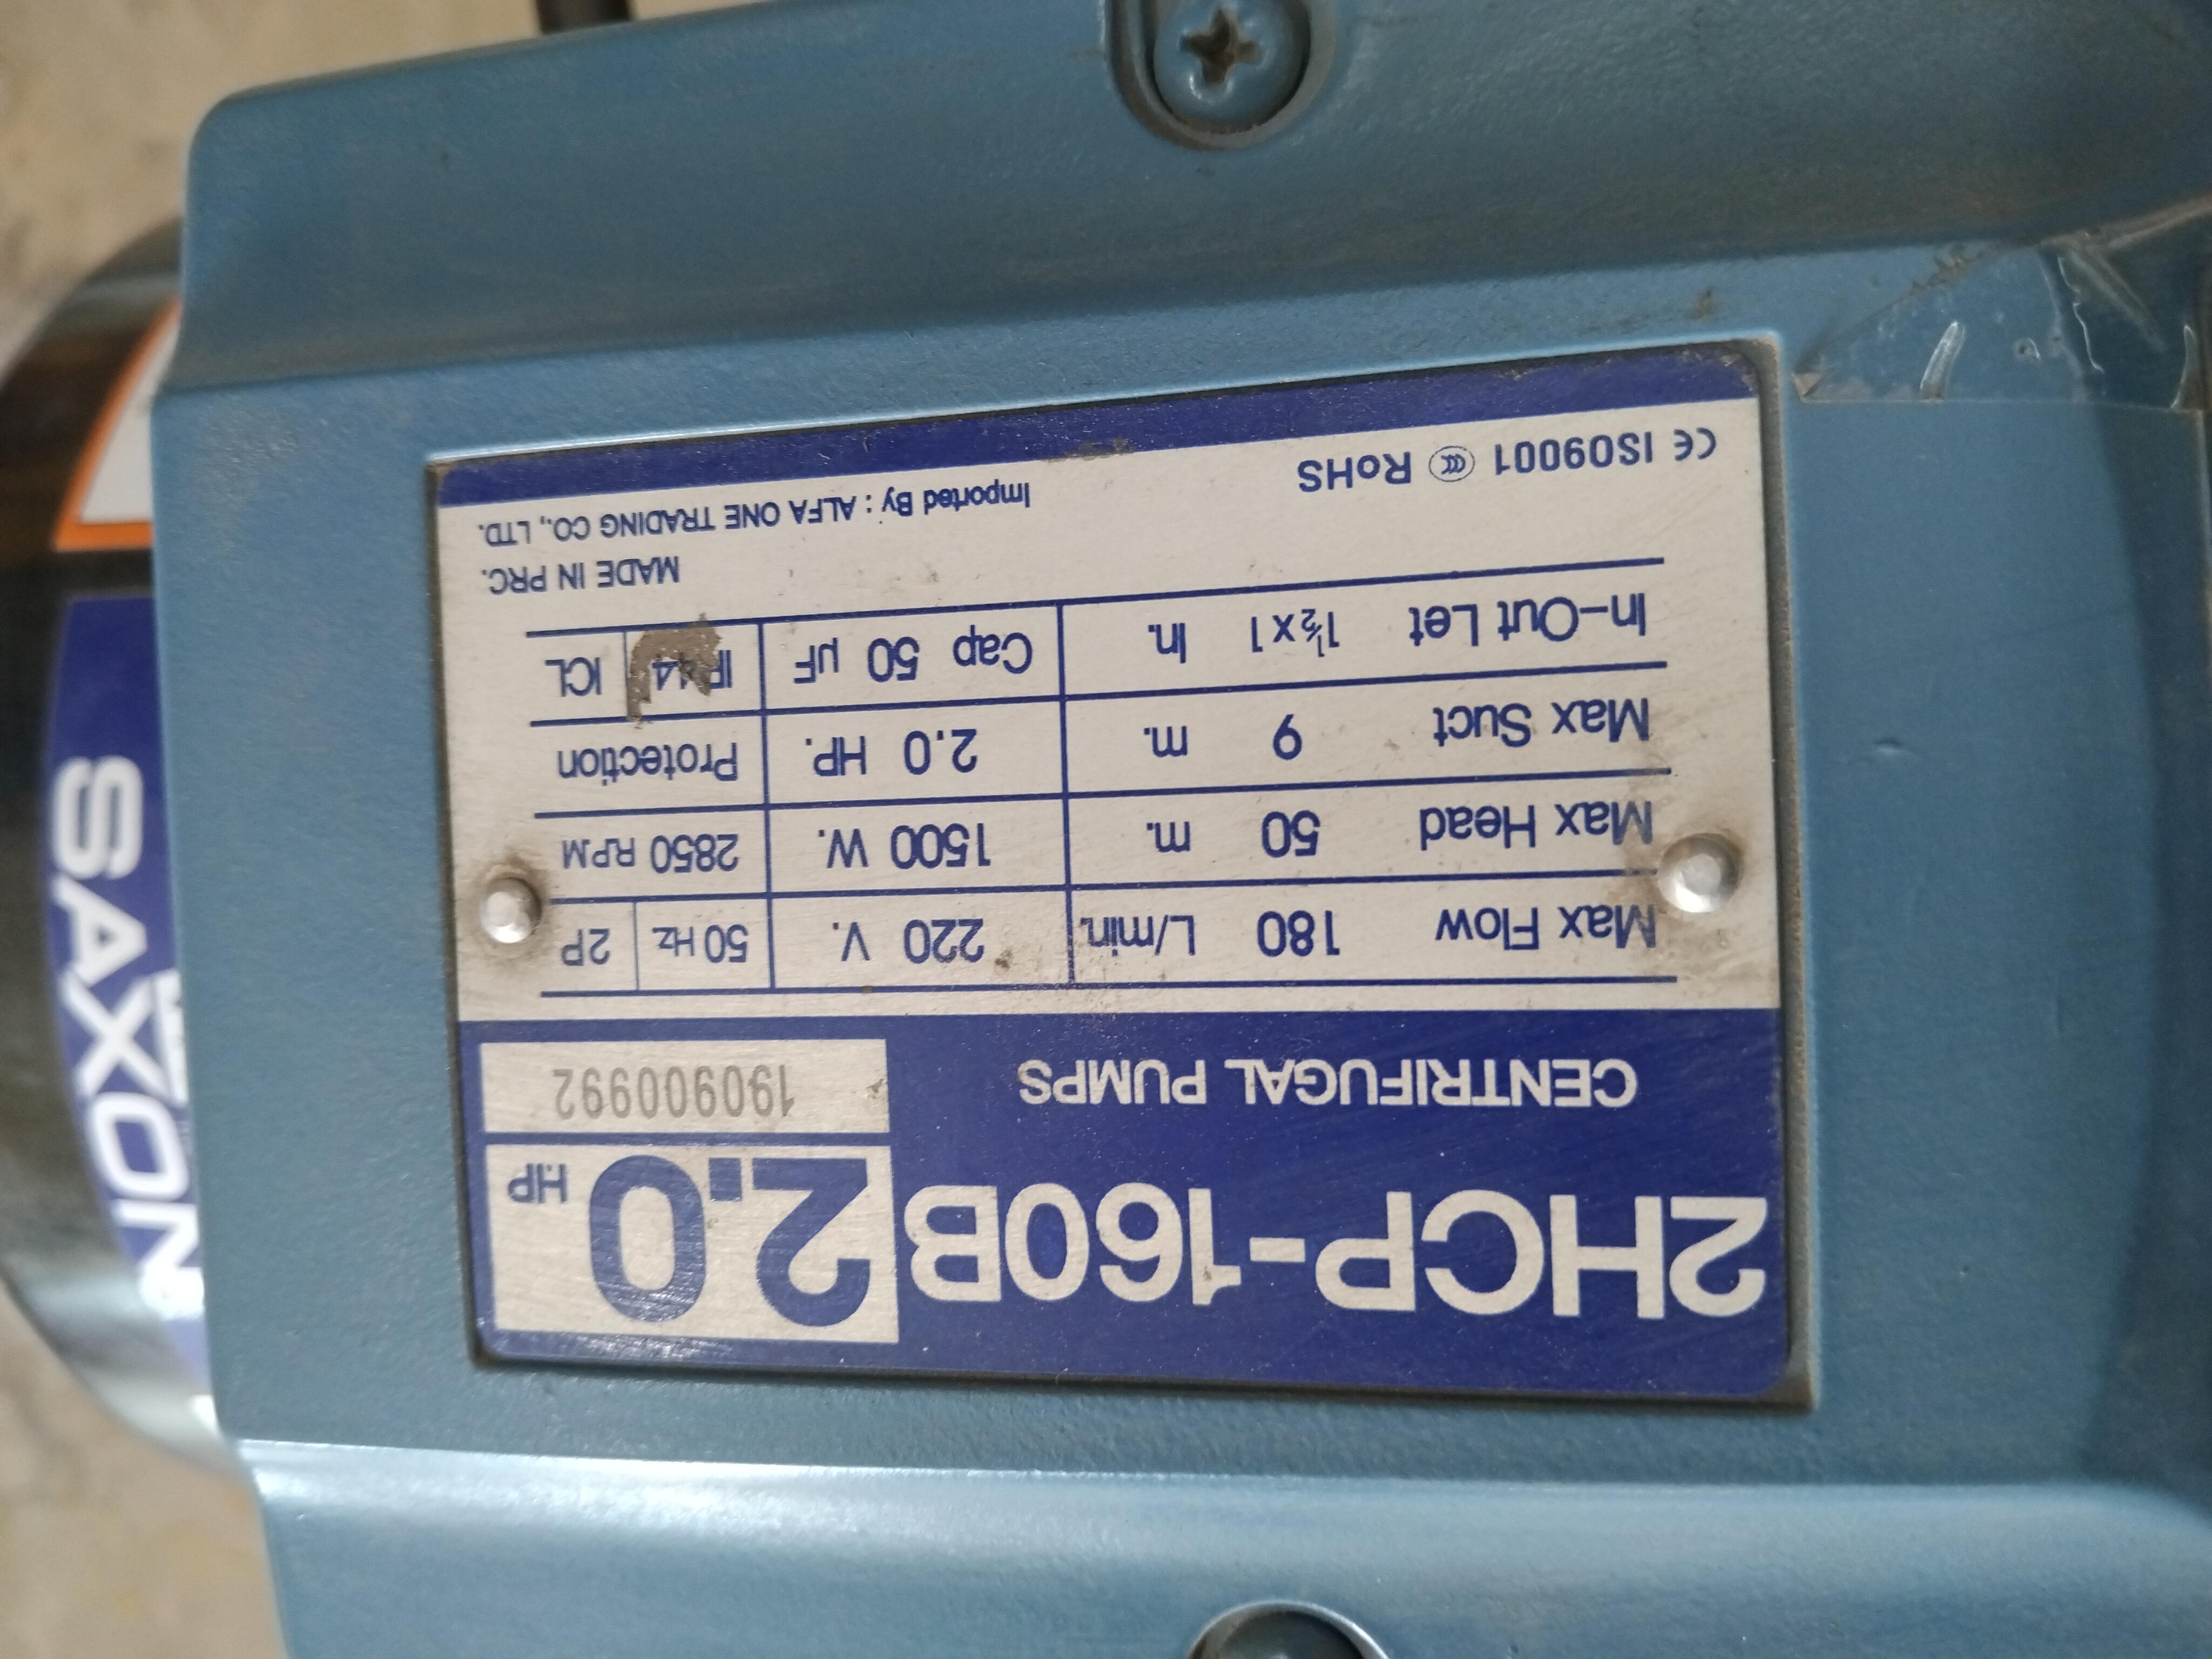 2HCP-160B 2.0 HP
CENTRIFUGAL PUMPS 190900992
Max Flow 180 L/min. 220 V. 50 Hz 2P
Max Head 50 m. 1500 W. 2850 RPM
Max Suct 9 m. 2.0 HP. Protection
In-Out Let 1½x1 In. Cap 50 µF IP44 ICL
MADE IN PRC.
CE ISO9001 CCC RoHS Imported By : ALFA ONE TRADING CO., LTD.
SAXON